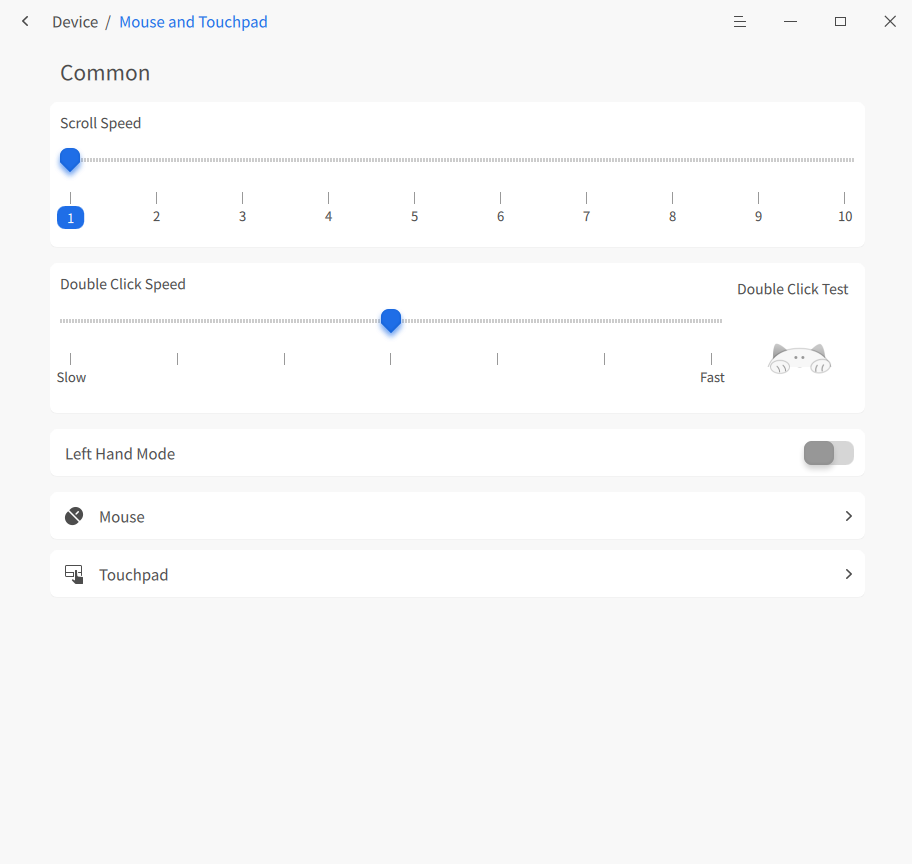 Device / Mouse and Touchpad
Common
Scroll Speed
1 2 3 4 5 6 7 8 9 10
Double Click Speed
Double Click Test
Slow Fast
Left Hand Mode
Mouse
Touchpad